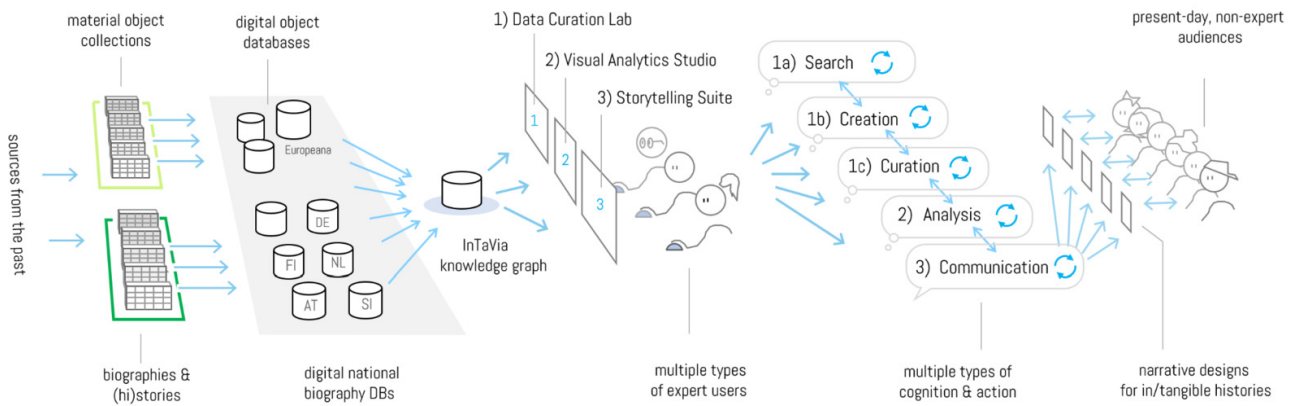 material object
collections
digital object
databases
1) Data Curation Lab
2) Visual Analytics Studio
3) Storytelling Suite
present-day, non-expert
audiences
sources from the past
Europeana
DE
FI
NL
AT
SI
InTaVia
knowledge graph
1
2
3
1a) Search
1b) Creation
1c) Curation
2) Analysis
3) Communication
biographies &
(hi)stories
digital national
biography DBs
multiple types
of expert users
multiple types of
cognition & action
narrative designs
for in/tangible histories